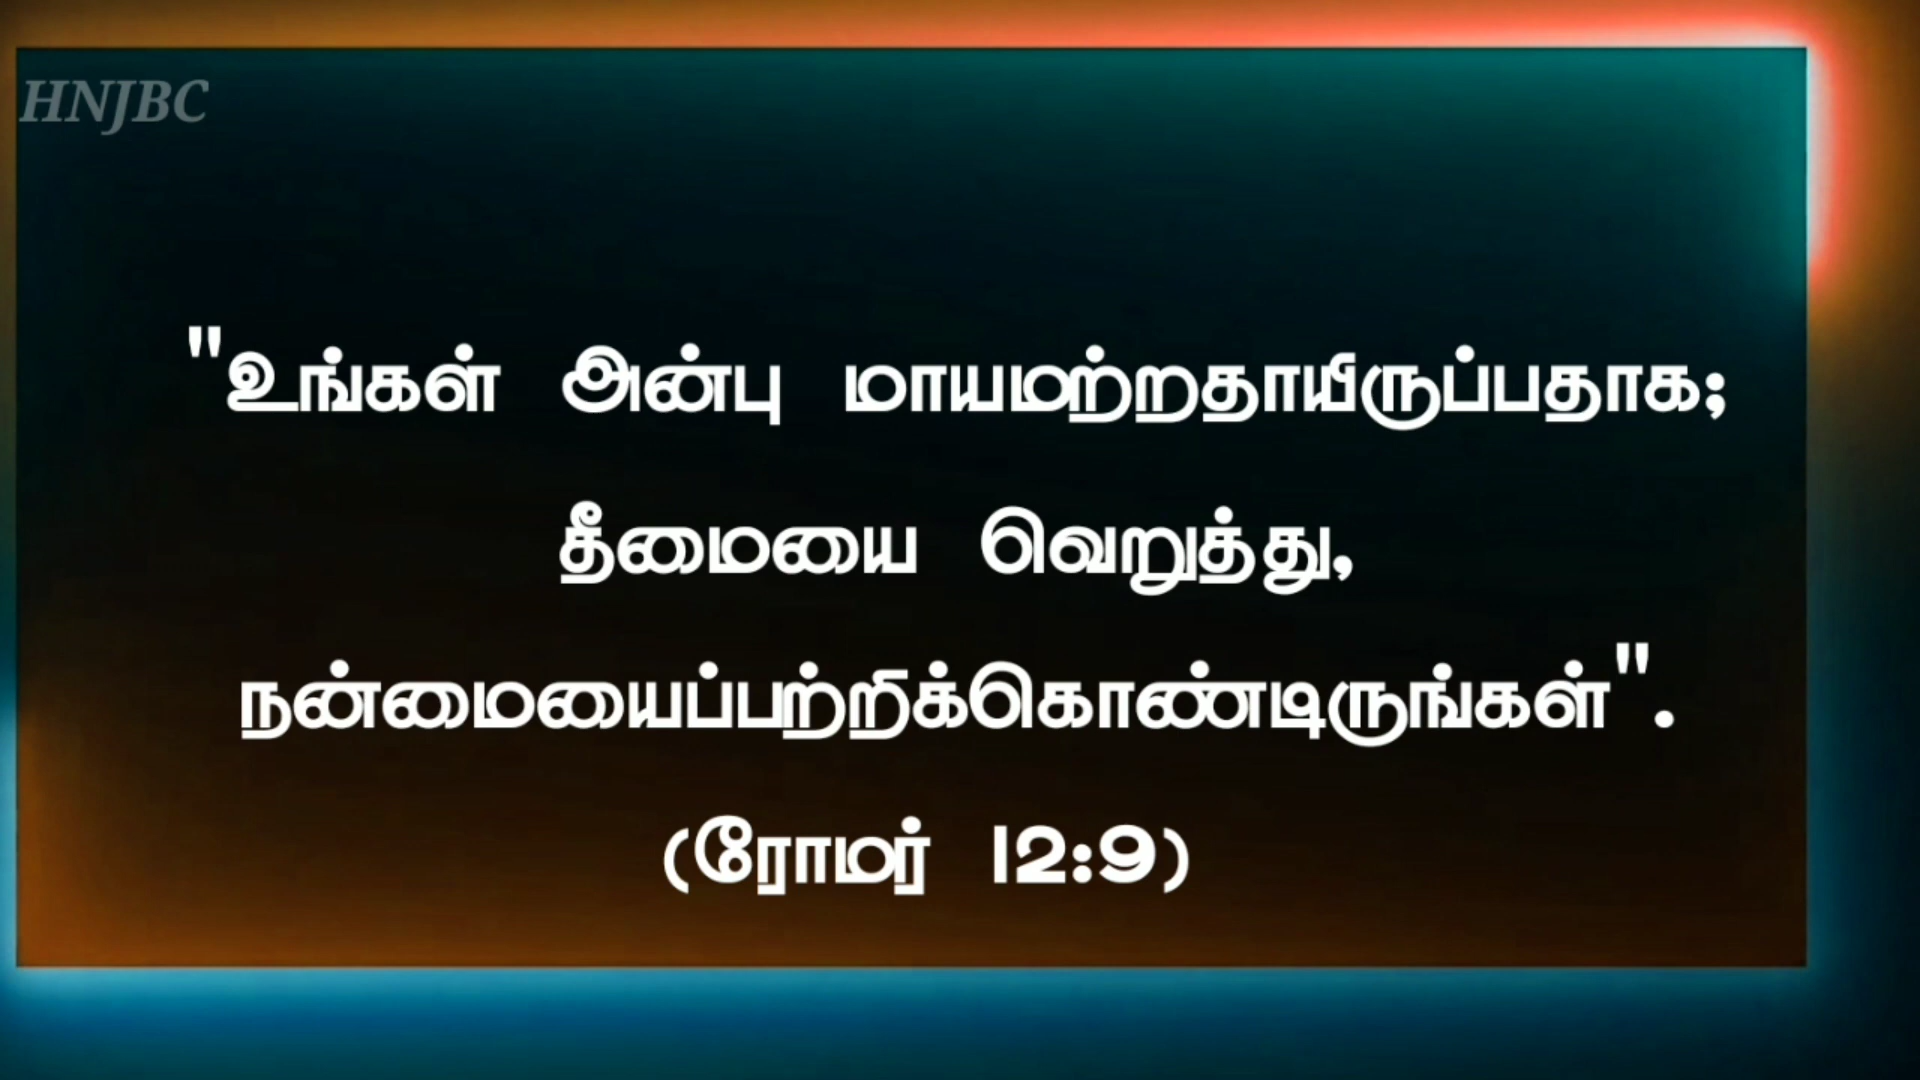 HNJBC
"உங்கள் அன்பு மாயமற்றதாயிருப்பதாக;
தீமையை வெறுத்து,
நன்மையைப்பற்றிக்கொண்டிருங்கள்".
(ரோமர் 12:9)